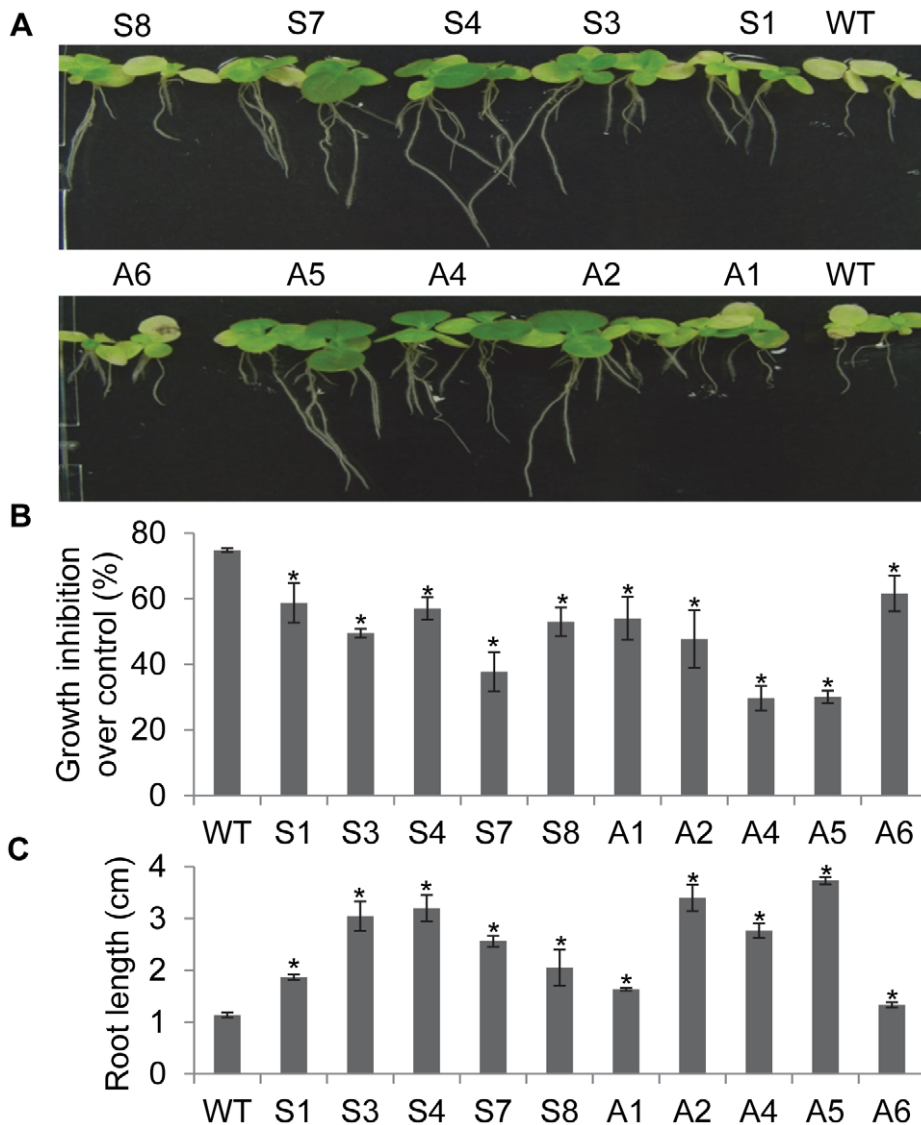 A
S8 S7 S4 S3 S1 WT
A6 A5 A4 A2 A1 WT
B
Growth inhibition
over control (%)
80
60
40
20
0
* * * * * * * * * *
WT S1 S3 S4 S7 S8 A1 A2 A4 A5 A6
C
Root length (cm)
4
3
2
1
0
* * * * * * * * * *
WT S1 S3 S4 S7 S8 A1 A2 A4 A5 A6